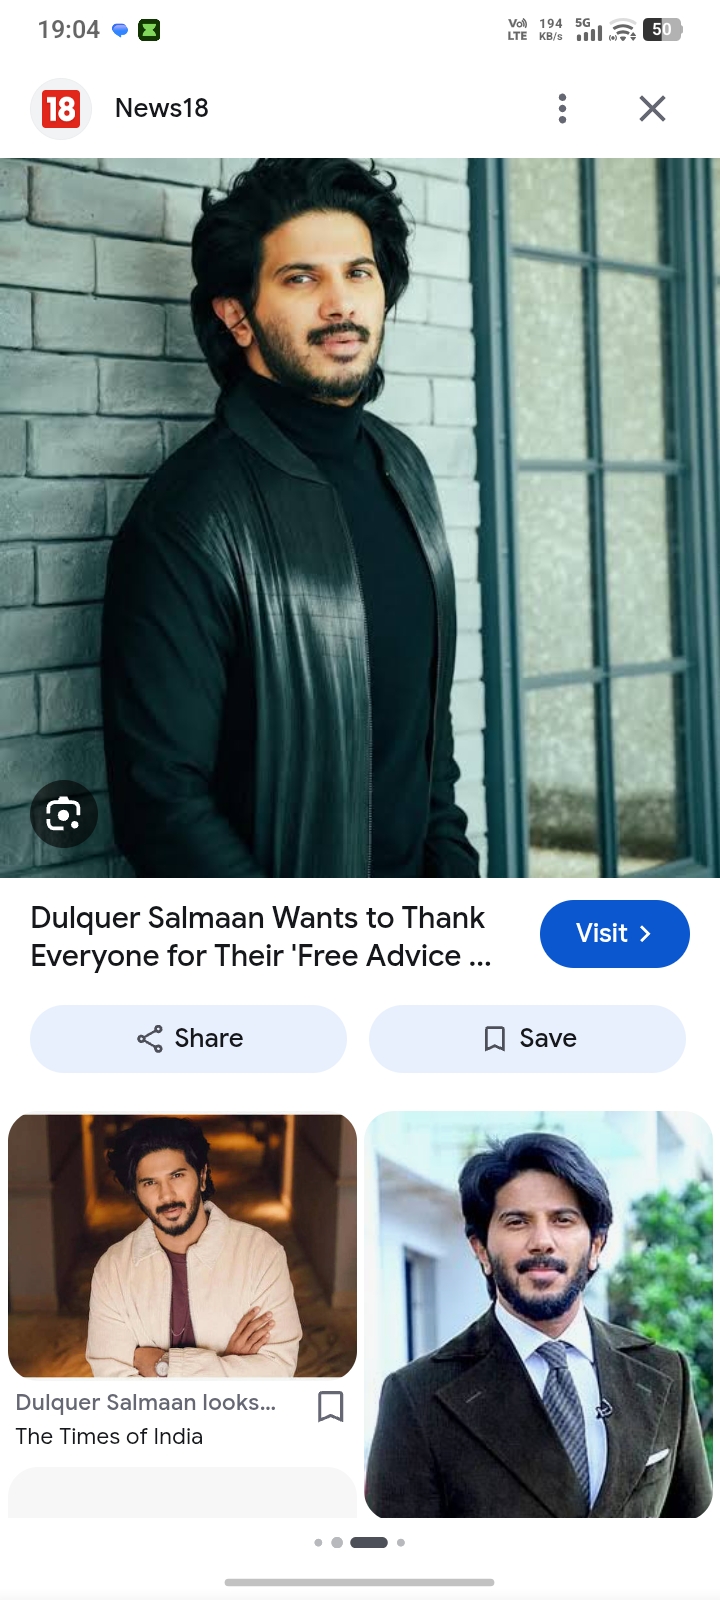 19:04
Vo) LTE 194 KB/s 5G 50
18 News18
Dulquer Salmaan Wants to Thank
Everyone for Their 'Free Advice ...
Visit
Share
Save
Dulquer Salmaan looks...
The Times of India